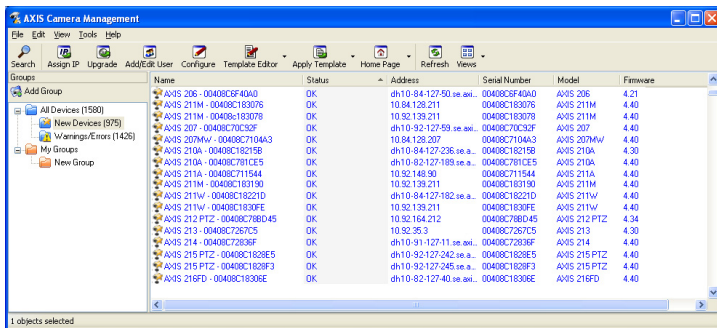 AXIS Camera Management
File Edit View Tools Help
Search Assign IP Upgrade Add/Edit User Configure Template Editor Apply Template Home Page Refresh Views
Groups
Add Group
All Devices (1580)
New Devices (975)
Warnings/Errors (1426)
My Groups
New Group
Name Status Address Serial Number Model Firmware
AXIS 206 - 00408C6F40A0 OK dh10-84-127-50.se.axi... 00408C6F40A0 AXIS 206 4.21
AXIS 211M - 00408C183076 OK 10.84.128.211 00408C183076 AXIS 211M 4.40
AXIS 211M - 00408c183078 OK 10.92.139.211 00408C183078 AXIS 211M 4.40
AXIS 207 - 00408C70C92F OK dh10-92-127-59.se.axi... 00408C70C92F AXIS 207 4.40
AXIS 207MW - 00408C7104A3 OK 10.84.128.207 00408C7104A3 AXIS 207MW 4.40
AXIS 210A - 00408C18215B OK dh10-84-127-236.se.a... 00408C18215B AXIS 210A 4.30
AXIS 210A - 00408C781CE5 OK dh10-82-127-189.se.a... 00408C781CE5 AXIS 210A 4.40
AXIS 211A - 00408C711544 OK 10.92.148.90 00408C711544 AXIS 211A 4.40
AXIS 211M - 00408C183190 OK 10.92.139.211 00408C183190 AXIS 211M 4.40
AXIS 211W - 00408C18221D OK dh10-84-127-182.se.a... 00408C18221D AXIS 211W 4.40
AXIS 211W - 00408C1830FE OK 10.92.139.211 00408C1830FE AXIS 211W 4.40
AXIS 212 PTZ - 00408C78BD45 OK 10.92.164.212 00408C78BD45 AXIS 212 PTZ 4.34
AXIS 213 - 00408C7267C5 OK 10.92.35.3 00408C7267C5 AXIS 213 4.30
AXIS 214 - 00408C72836F OK dh10-91-127-11.se.axi... 00408C72836F AXIS 214 4.40
AXIS 215 PTZ - 00408C1828E5 OK dh10-92-127-242.se.a... 00408C1828E5 AXIS 215 PTZ 4.40
AXIS 215 PTZ - 00408C1828F3 OK dh10-92-127-245.se.a... 00408C1828F3 AXIS 215 PTZ 4.40
AXIS 216FD - 00408C18306E OK dh10-82-127-40.se.axi... 00408C18306E AXIS 216FD 4.40
1 objects selected